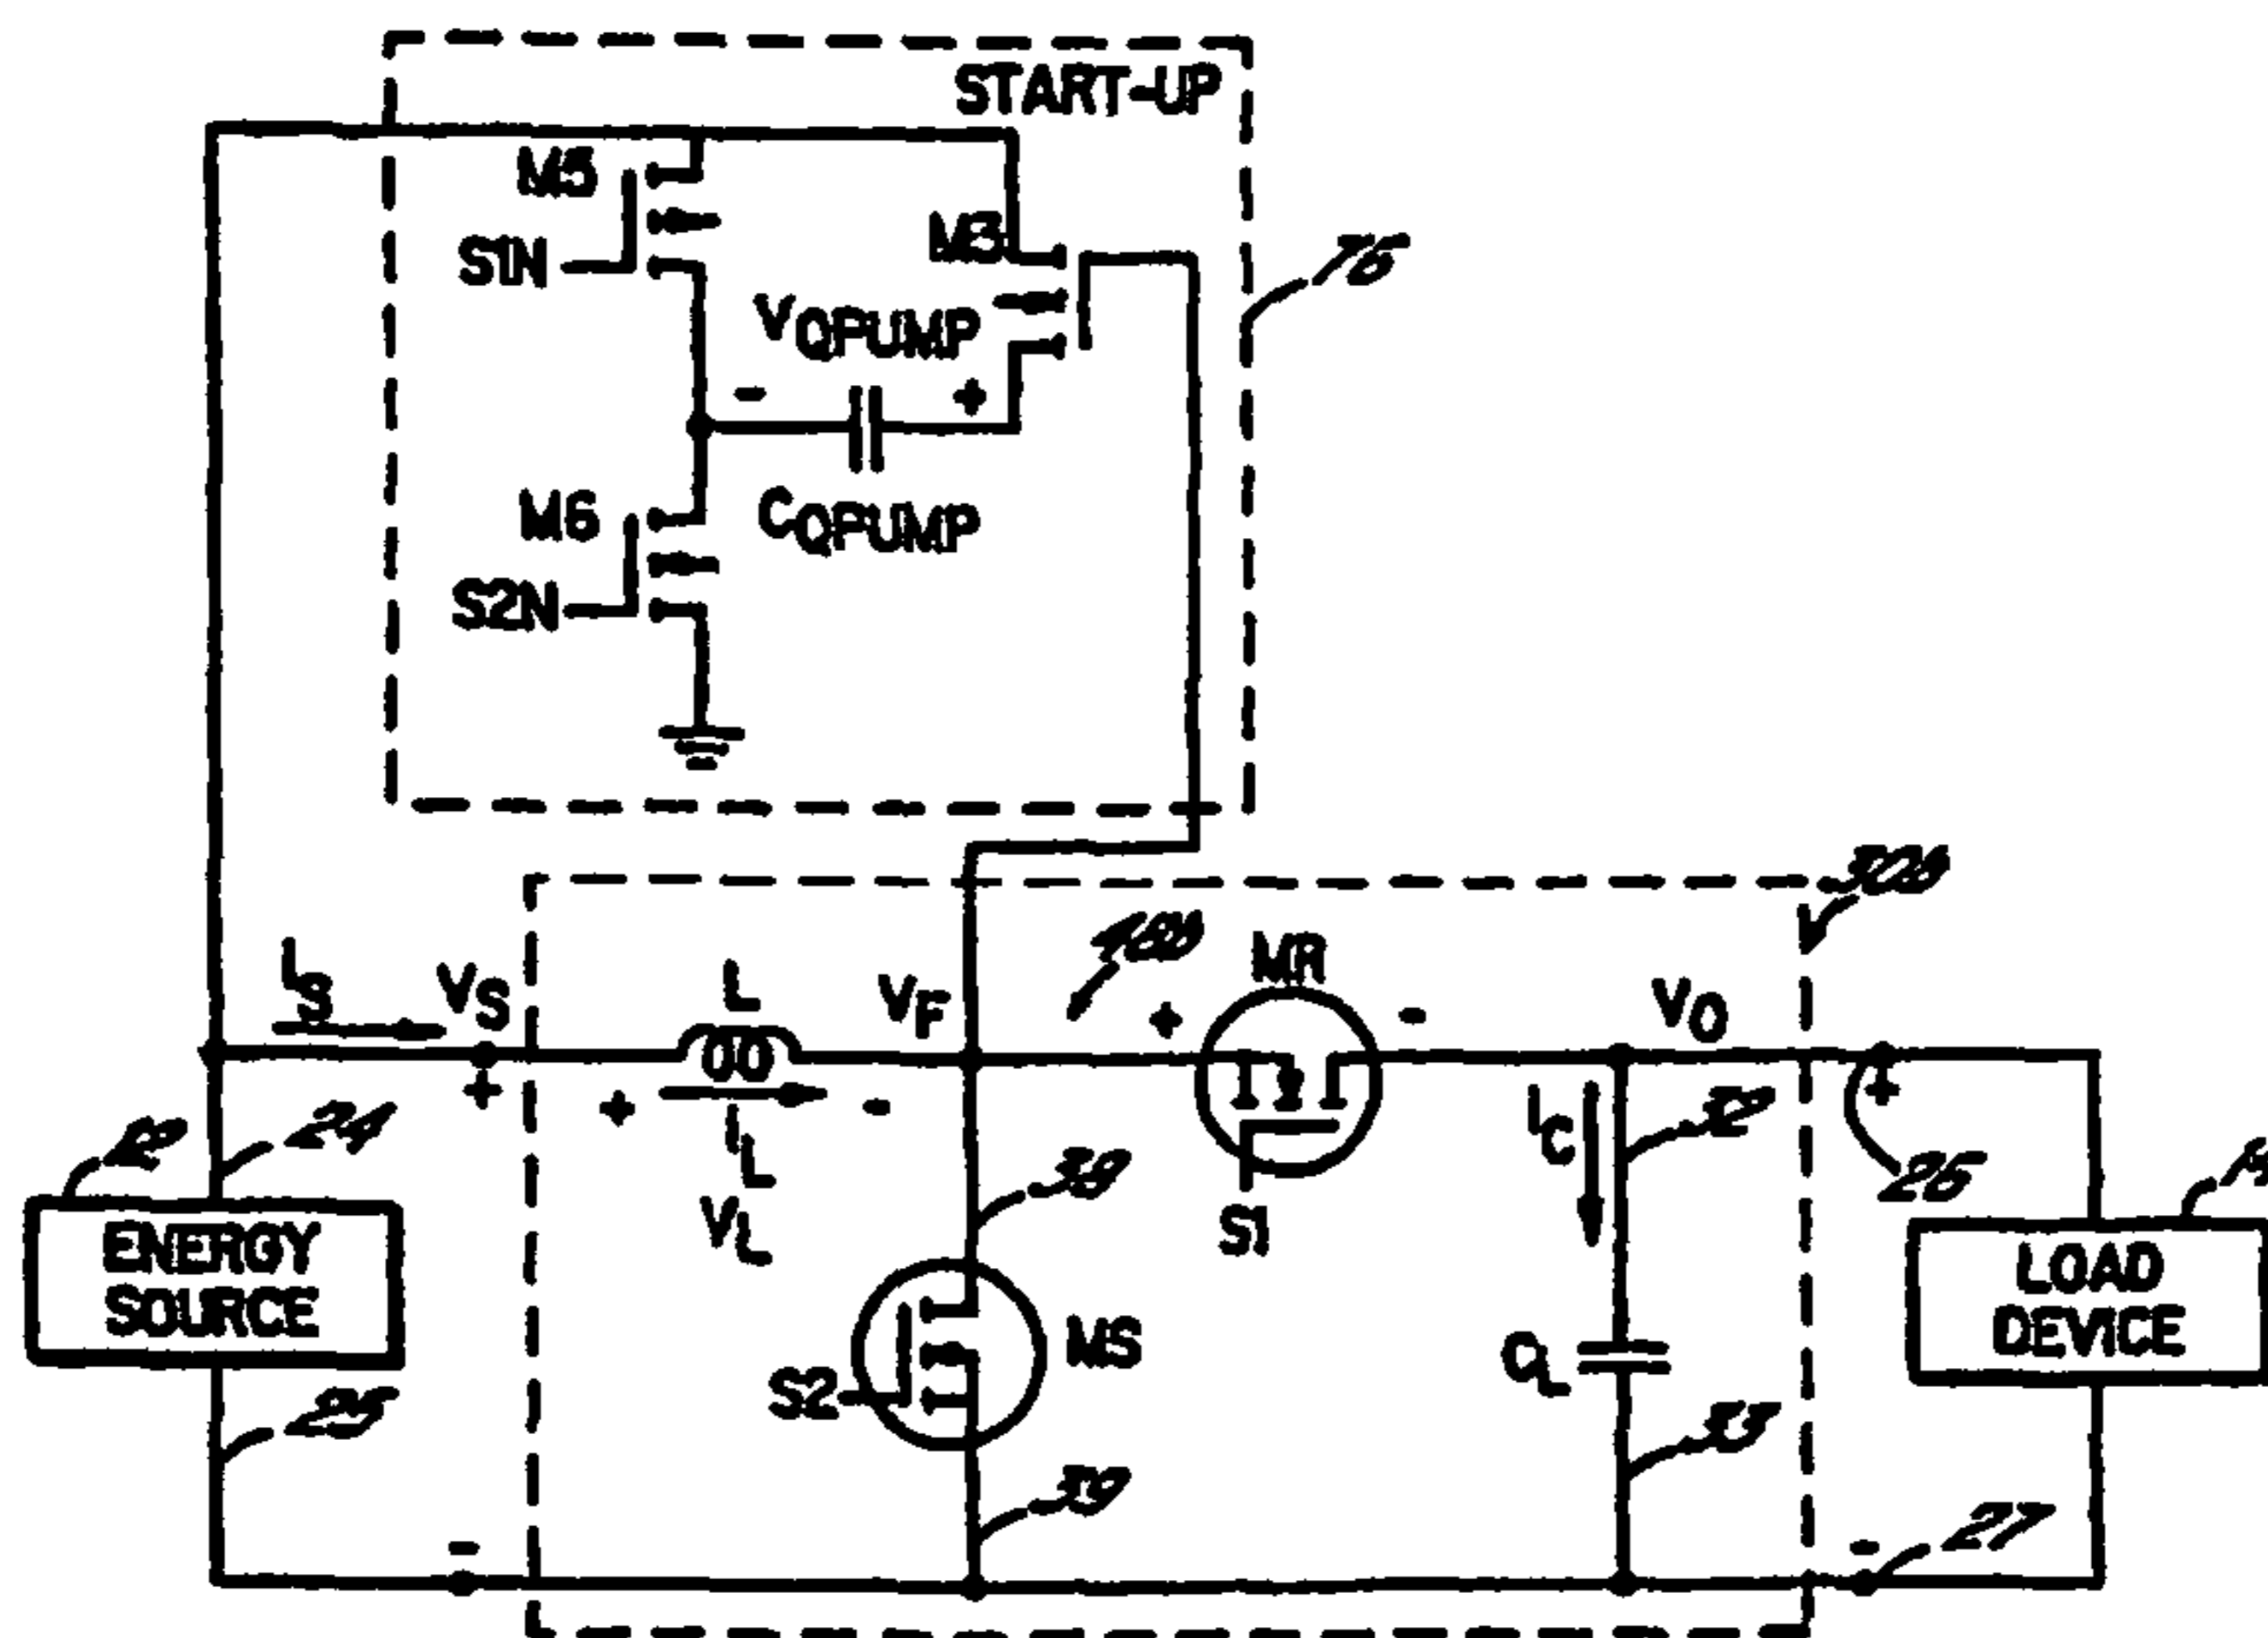 START-UP
M5
S1N
M3
76
VQPUMP
-
+
M6
CQPUMP
S2N
IS
VS
L
VF
+
MR
-
VO
+
+
-
+
IL
VL
IC
24
26
38
32
S1
ENERGY
SOURCE
LOAD
DEVICE
MS
S2
CL
25
33
39
27
-
-